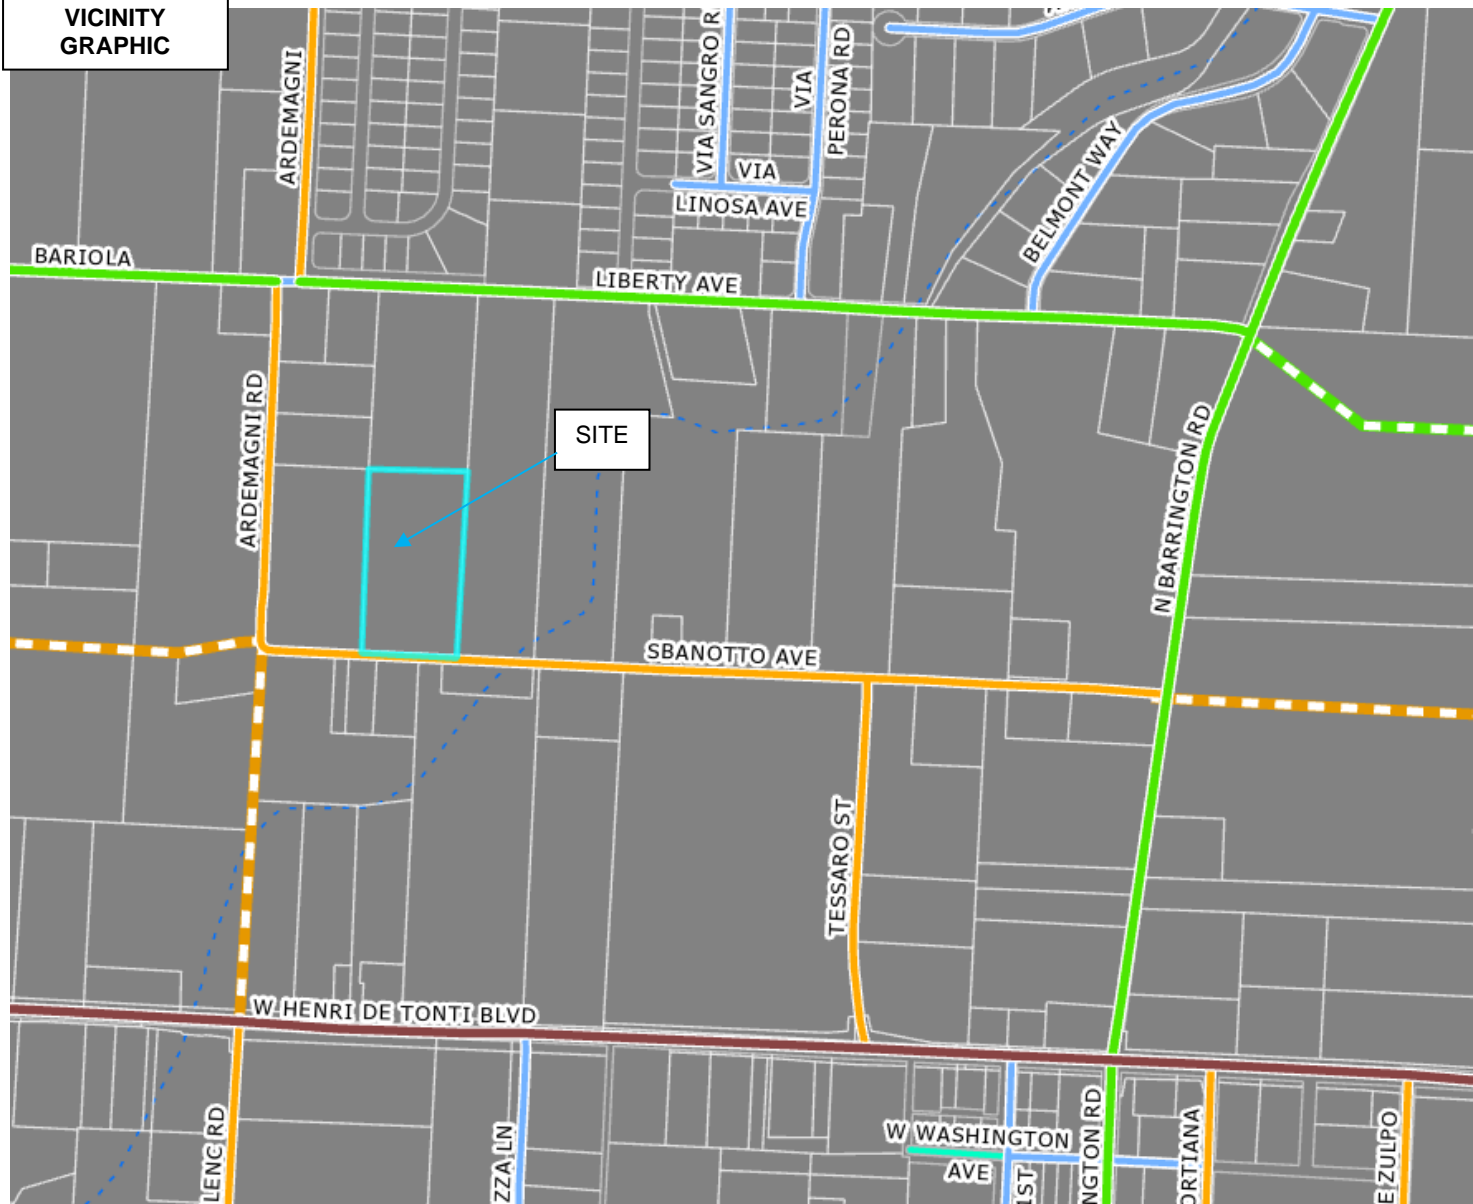 VICINITY
GRAPHIC
ARDEMAGNI
VIA SANGRO R
VIA
PERONA RD
VIA
LINOSA AVE
BELMONT WAY
BARIOLA
LIBERTY AVE
ARDEMAGNI RD
SITE
N BARRINGTON RD
SBANOTTO AVE
TESSARO ST
W HENRI DE TONTI BLVD
LENC RD
ZZA LN
W WASHINGTON
AVE
1ST
NGTON RD
ORTIANA
E ZULPO